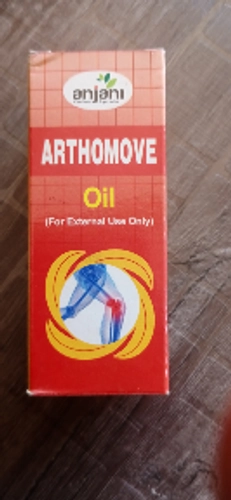 anjani
ARTHOMOVE
Oil
(For External Use Only)